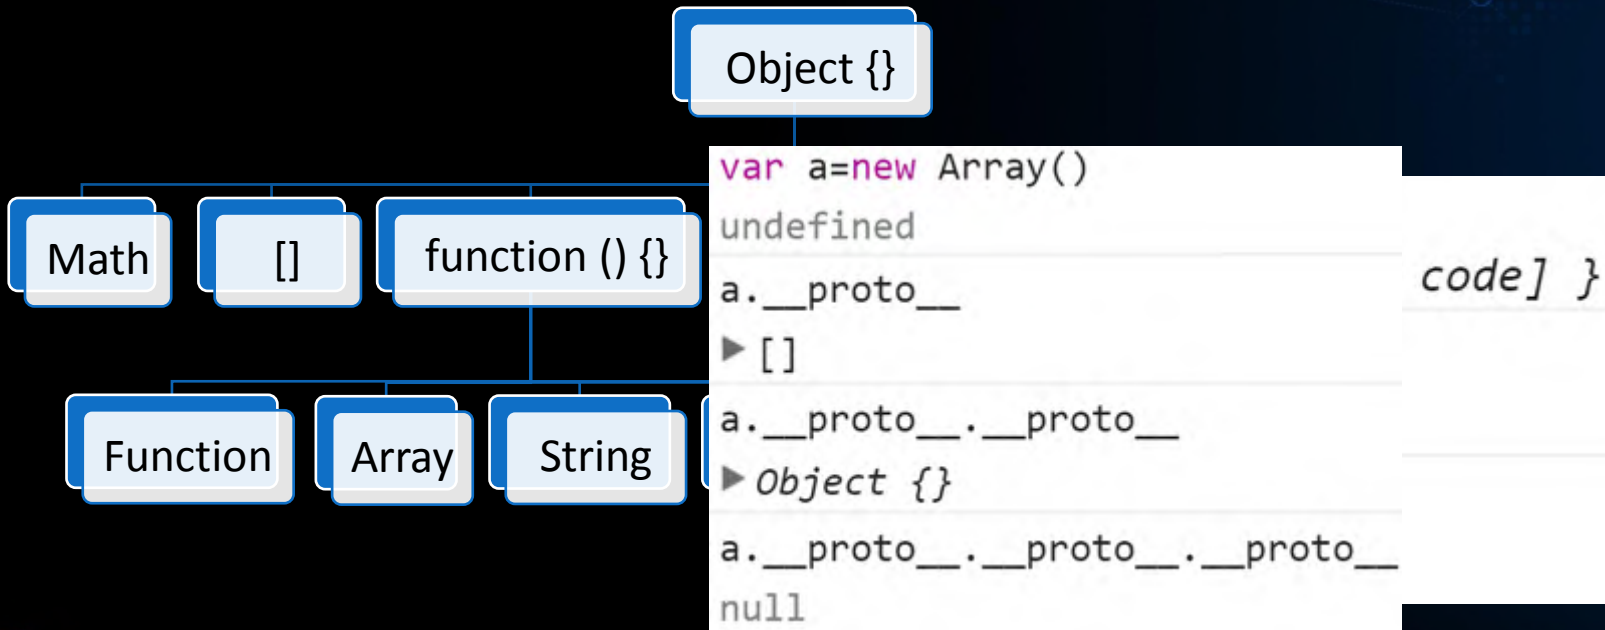 Object {}
Math
[]
function () {}
Function
Array
String
var a=new Array()
undefined
a.__proto__
▶ []
a.__proto__.__proto__
▶ Object {}
a.__proto__.__proto__.__proto__
null
code] }